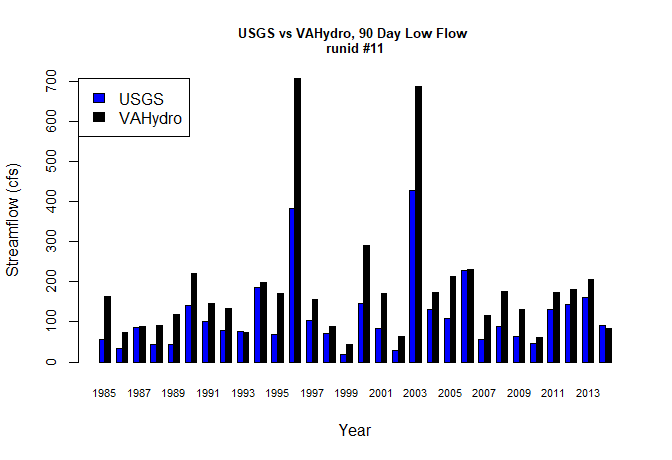 USGS vs VAHydro, 90 Day Low Flow
runid #11
USGS
VAHydro
Streamflow (cfs)
700
600
500
400
300
200
100
0
1985 1987 1989 1991 1993 1995 1997 1999 2001 2003 2005 2007 2009 2011 2013
Year